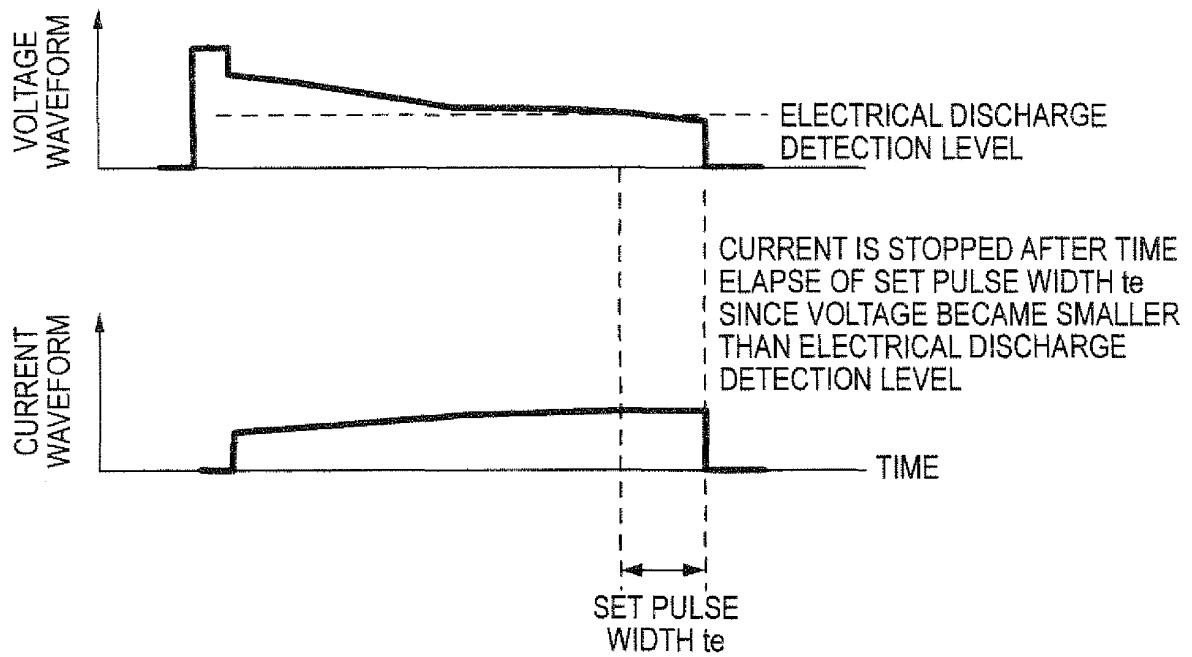 VOLTAGE
WAVEFORM
ELECTRICAL DISCHARGE
DETECTION LEVEL
CURRENT IS STOPPED AFTER TIME
ELAPSE OF SET PULSE WIDTH te
SINCE VOLTAGE BECAME SMALLER
THAN ELECTRICAL DISCHARGE
DETECTION LEVEL
CURRENT
WAVEFORM
TIME
SET PULSE
WIDTH te